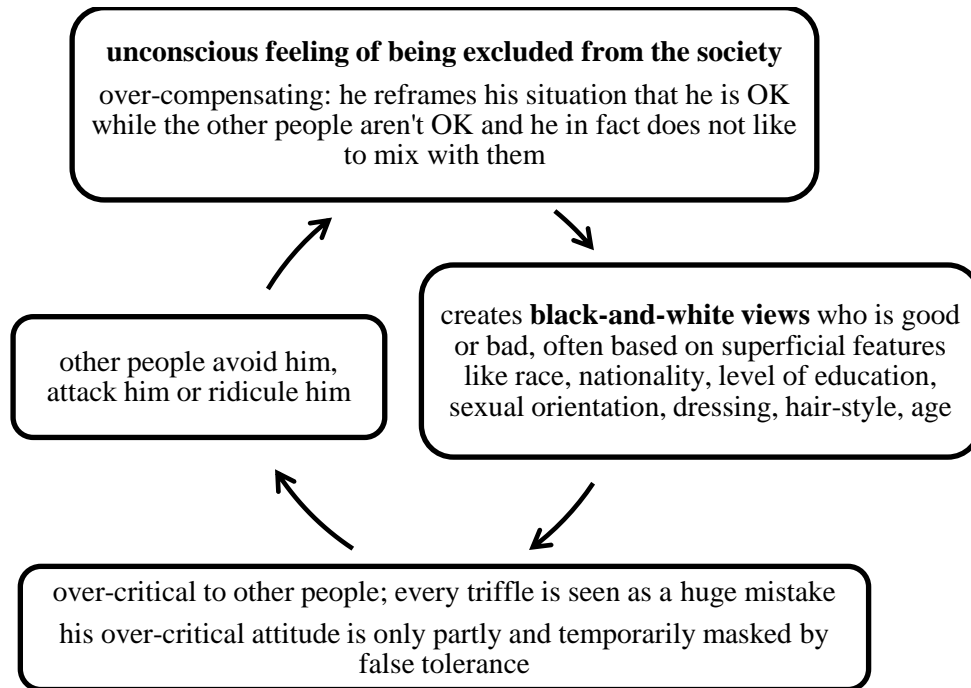 unconscious feeling of being excluded from the society
over-compensating: he reframes his situation that he is OK
while the other people aren't OK and he in fact does not like
to mix with them
creates black-and-white views who is good
or bad, often based on superficial features
like race, nationality, level of education,
sexual orientation, dressing, hair-style, age
over-critical to other people; every triffle is seen as a huge mistake
his over-critical attitude is only partly and temporarily masked by
false tolerance
other people avoid him,
attack him or ridicule him